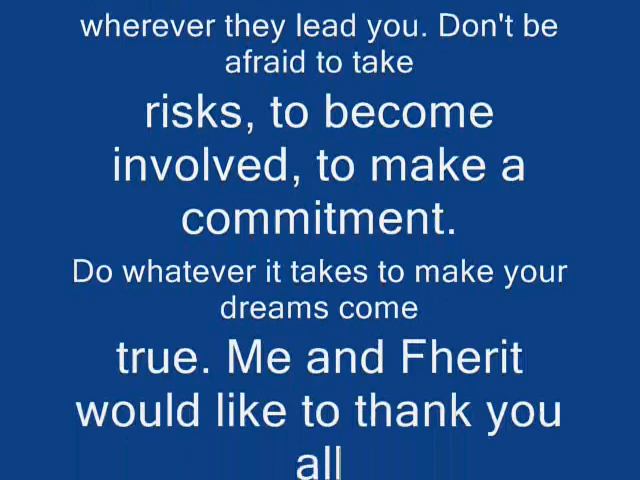 wherever they lead you. Don't be
afraid to take
risks, to become
involved, to make a
commitment.
Do whatever it takes to make your
dreams come
true. Me and Fherit
would like to thank you
all